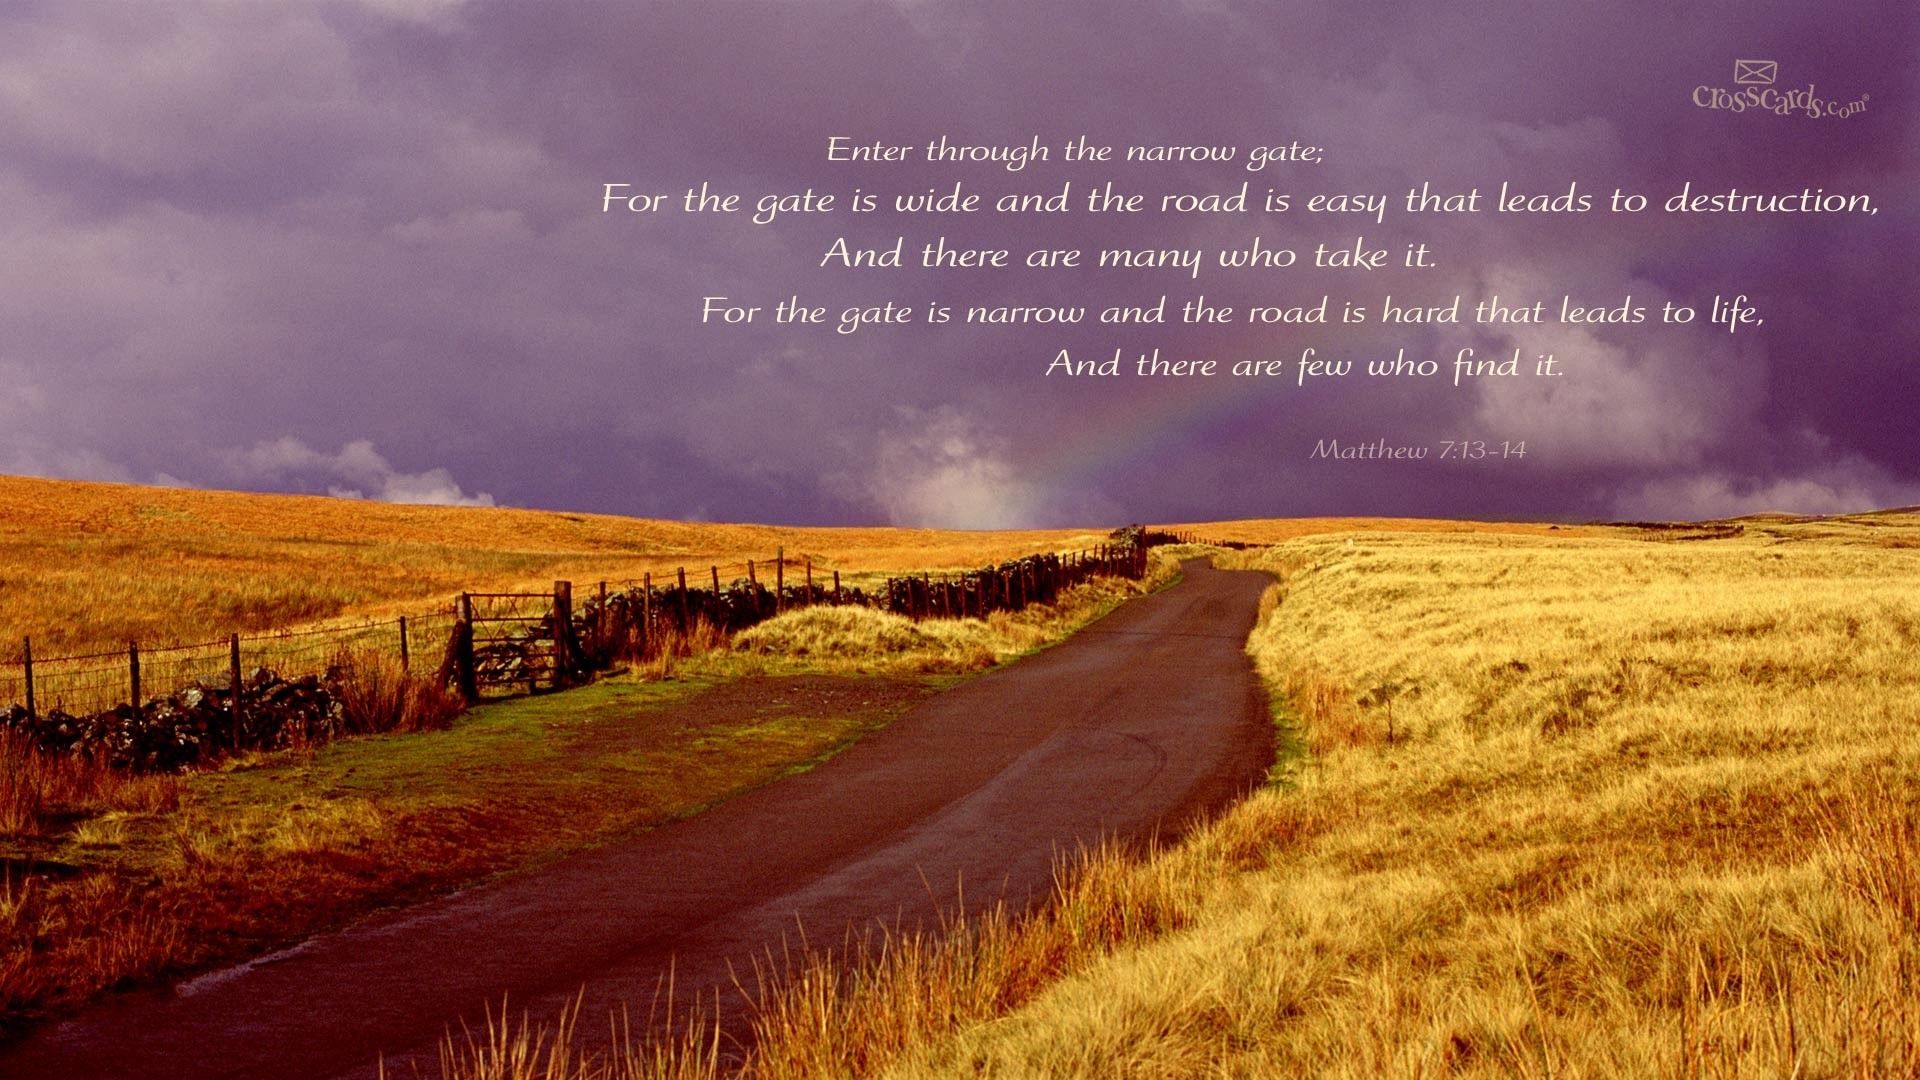 crosscards.com®
Enter through the narrow gate;
For the gate is wide and the road is easy that leads to destruction,
And there are many who take it.
For the gate is narrow and the road is hard that leads to life,
And there are few who find it.
Matthew 7:13-14